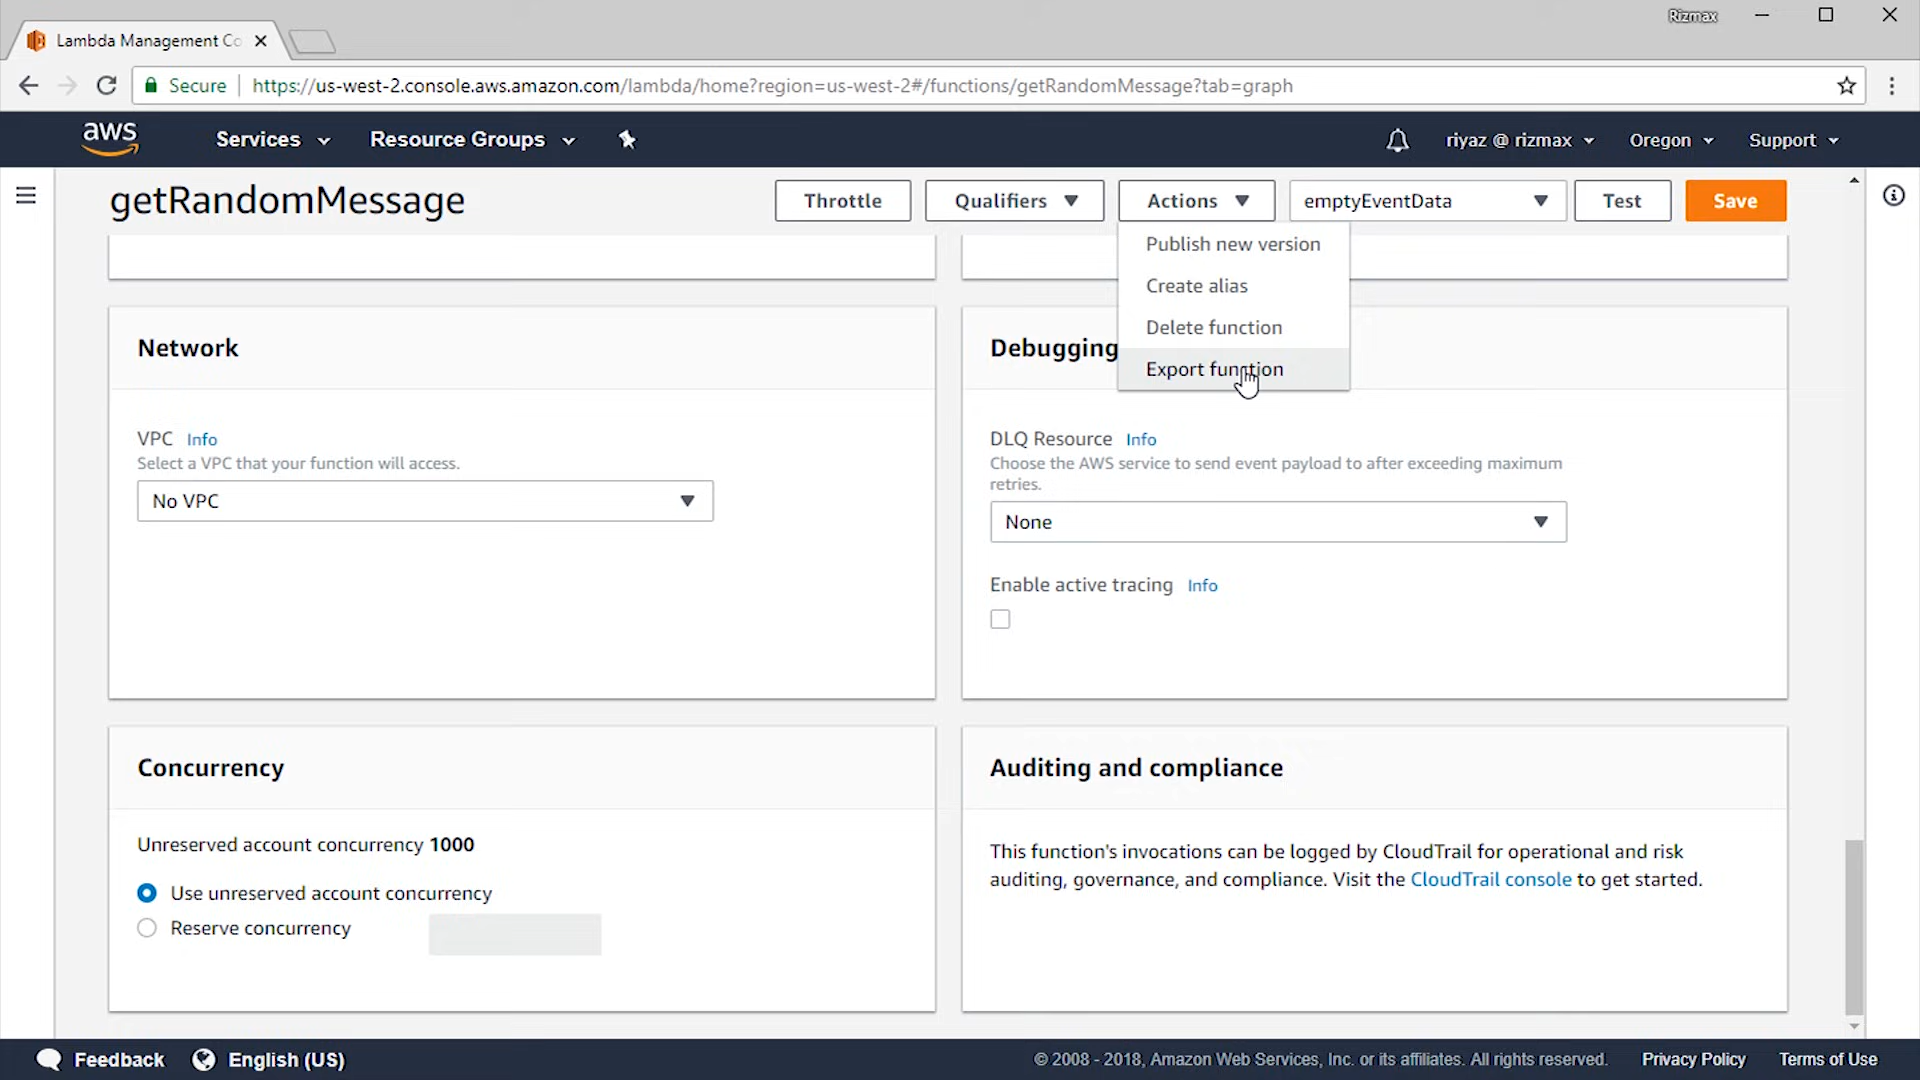 Rizmax
Lambda Management Co
Secure https://us-west-2.console.aws.amazon.com/lambda/home?region=us-west-2#/functions/getRandomMessage?tab=graph
aws Services Resource Groups riyaz @ rizmax Oregon Support
getRandomMessage Throttle Qualifiers Actions emptyEventData Test Save
Publish new version
Create alias
Delete function
Export function
Network
VPC Info
Select a VPC that your function will access.
No VPC
Debugging
DLQ Resource Info
Choose the AWS service to send event payload to after exceeding maximum
retries.
None
Enable active tracing Info
Concurrency
Unreserved account concurrency 1000
Use unreserved account concurrency
Reserve concurrency
Auditing and compliance
This function's invocations can be logged by CloudTrail for operational and risk
auditing, governance, and compliance. Visit the CloudTrail console to get started.
Feedback English (US) © 2008 - 2018, Amazon Web Services, Inc. or its affiliates. All rights reserved. Privacy Policy Terms of Use